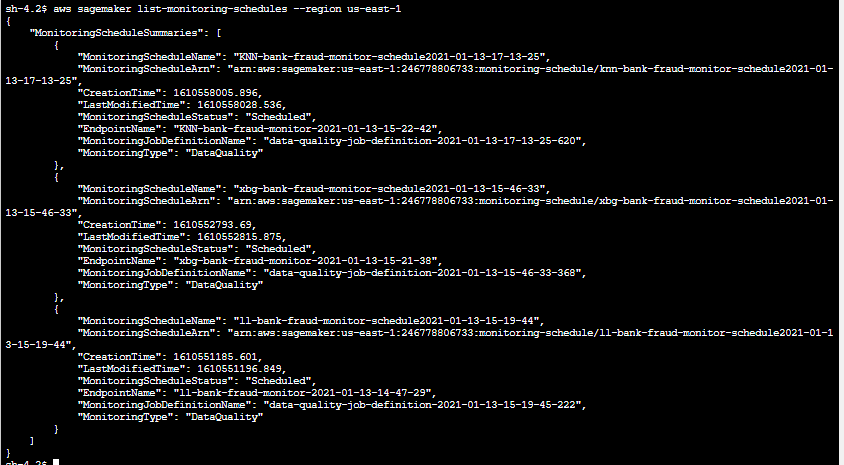 sh-4.2$ aws sagemaker list-monitoring-schedules --region us-east-1
{
    "MonitoringScheduleSummaries": [
        {
            "MonitoringScheduleName": "KNN-bank-fraud-monitor-schedule2021-01-13-17-13-25",
            "MonitoringScheduleArn": "arn:aws:sagemaker:us-east-1:246778806733:monitoring-schedule/knn-bank-fraud-monitor-schedule2021-01-
13-17-13-25",
            "CreationTime": 1610558005.896,
            "LastModifiedTime": 1610558028.536,
            "MonitoringScheduleStatus": "Scheduled",
            "EndpointName": "KNN-bank-fraud-monitor-2021-01-13-15-22-42",
            "MonitoringJobDefinitionName": "data-quality-job-definition-2021-01-13-17-13-25-620",
            "MonitoringType": "DataQuality"
        },
        {
            "MonitoringScheduleName": "xbg-bank-fraud-monitor-schedule2021-01-13-15-46-33",
            "MonitoringScheduleArn": "arn:aws:sagemaker:us-east-1:246778806733:monitoring-schedule/xbg-bank-fraud-monitor-schedule2021-01-
13-15-46-33",
            "CreationTime": 1610552793.69,
            "LastModifiedTime": 1610552815.875,
            "MonitoringScheduleStatus": "Scheduled",
            "EndpointName": "xbg-bank-fraud-monitor-2021-01-13-15-21-38",
            "MonitoringJobDefinitionName": "data-quality-job-definition-2021-01-13-15-46-33-368",
            "MonitoringType": "DataQuality"
        },
        {
            "MonitoringScheduleName": "ll-bank-fraud-monitor-schedule2021-01-13-15-19-44",
            "MonitoringScheduleArn": "arn:aws:sagemaker:us-east-1:246778806733:monitoring-schedule/ll-bank-fraud-monitor-schedule2021-01-1
3-15-19-44",
            "CreationTime": 1610551185.601,
            "LastModifiedTime": 1610551196.849,
            "MonitoringScheduleStatus": "Scheduled",
            "EndpointName": "ll-bank-fraud-monitor-2021-01-13-14-47-29",
            "MonitoringJobDefinitionName": "data-quality-job-definition-2021-01-13-15-19-45-222",
            "MonitoringType": "DataQuality"
        }
    ]
}
sh-4.2$